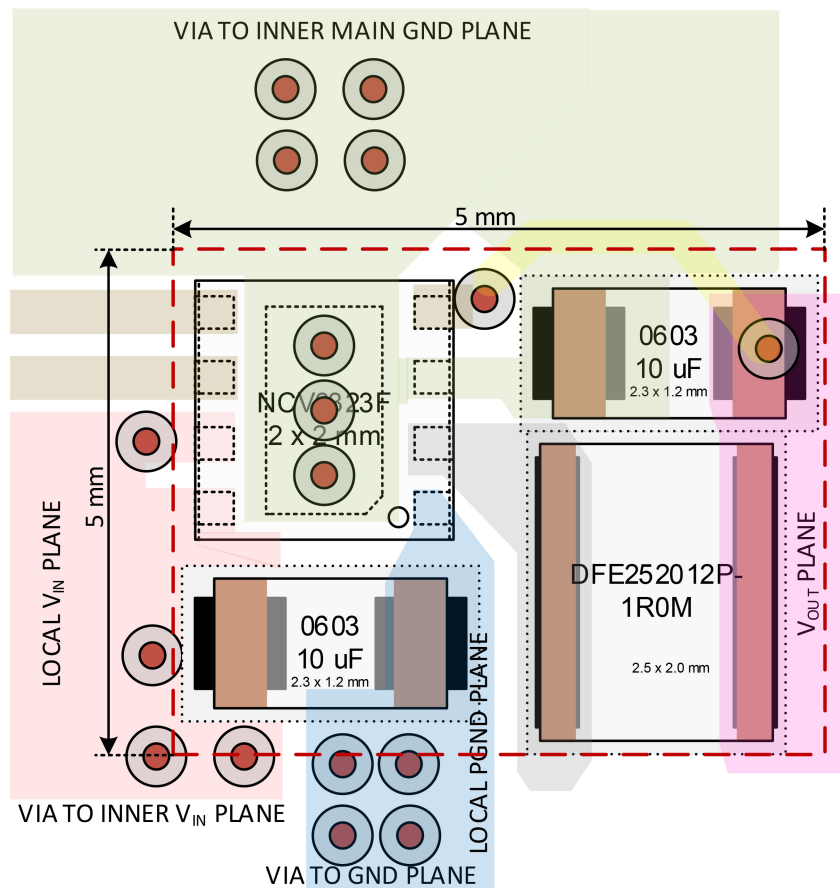 VIA TO INNER MAIN GND PLANE
5 mm
5 mm
0603
10 uF
2.3 x 1.2 mm
NCV6323F
2 x 2 mm
LOCAL VIN PLANE
DFE252012P-
1R0M
2.5 x 2.0 mm
VOUT PLANE
0603
10 uF
2.3 x 1.2 mm
LOCAL PGND PLANE
VIA TO INNER VIN PLANE
VIA TO GND PLANE